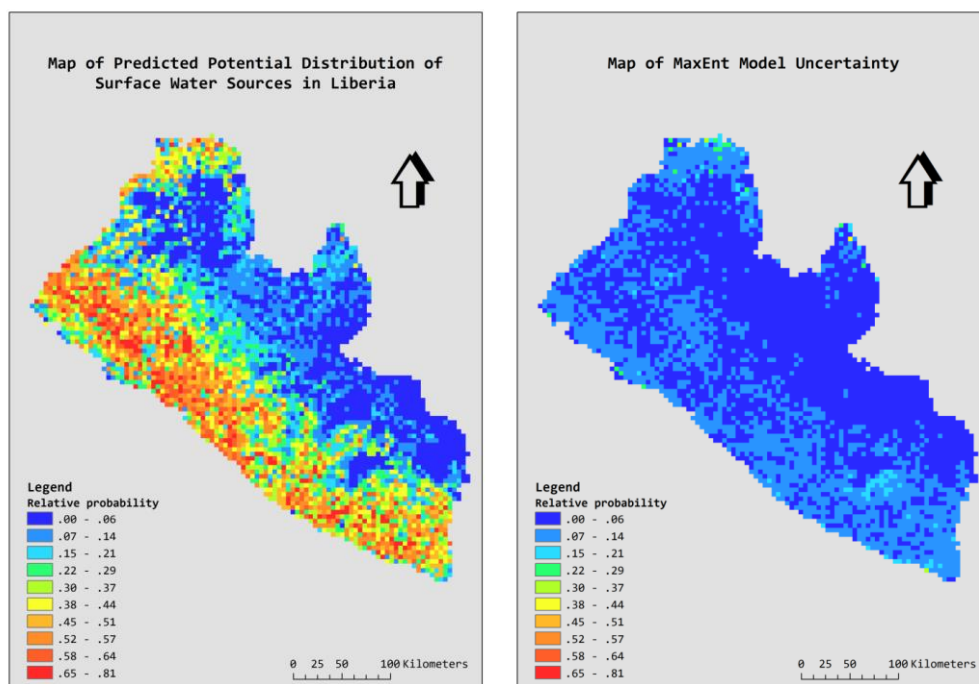 Map of Predicted Potential Distribution of
Surface Water Sources in Liberia
Legend
Relative probability
.00 - .06
.07 - .14
.15 - .21
.22 - .29
.30 - .37
.38 - .44
.45 - .51
.52 - .57
.58 - .64
.65 - .81
0 25 50 100 Kilometers
Map of MaxEnt Model Uncertainty
Legend
Relative probability
.00 - .06
.07 - .14
.15 - .21
.22 - .29
.30 - .37
.38 - .44
.45 - .51
.52 - .57
.58 - .64
.65 - .81
0 25 50 100 Kilometers